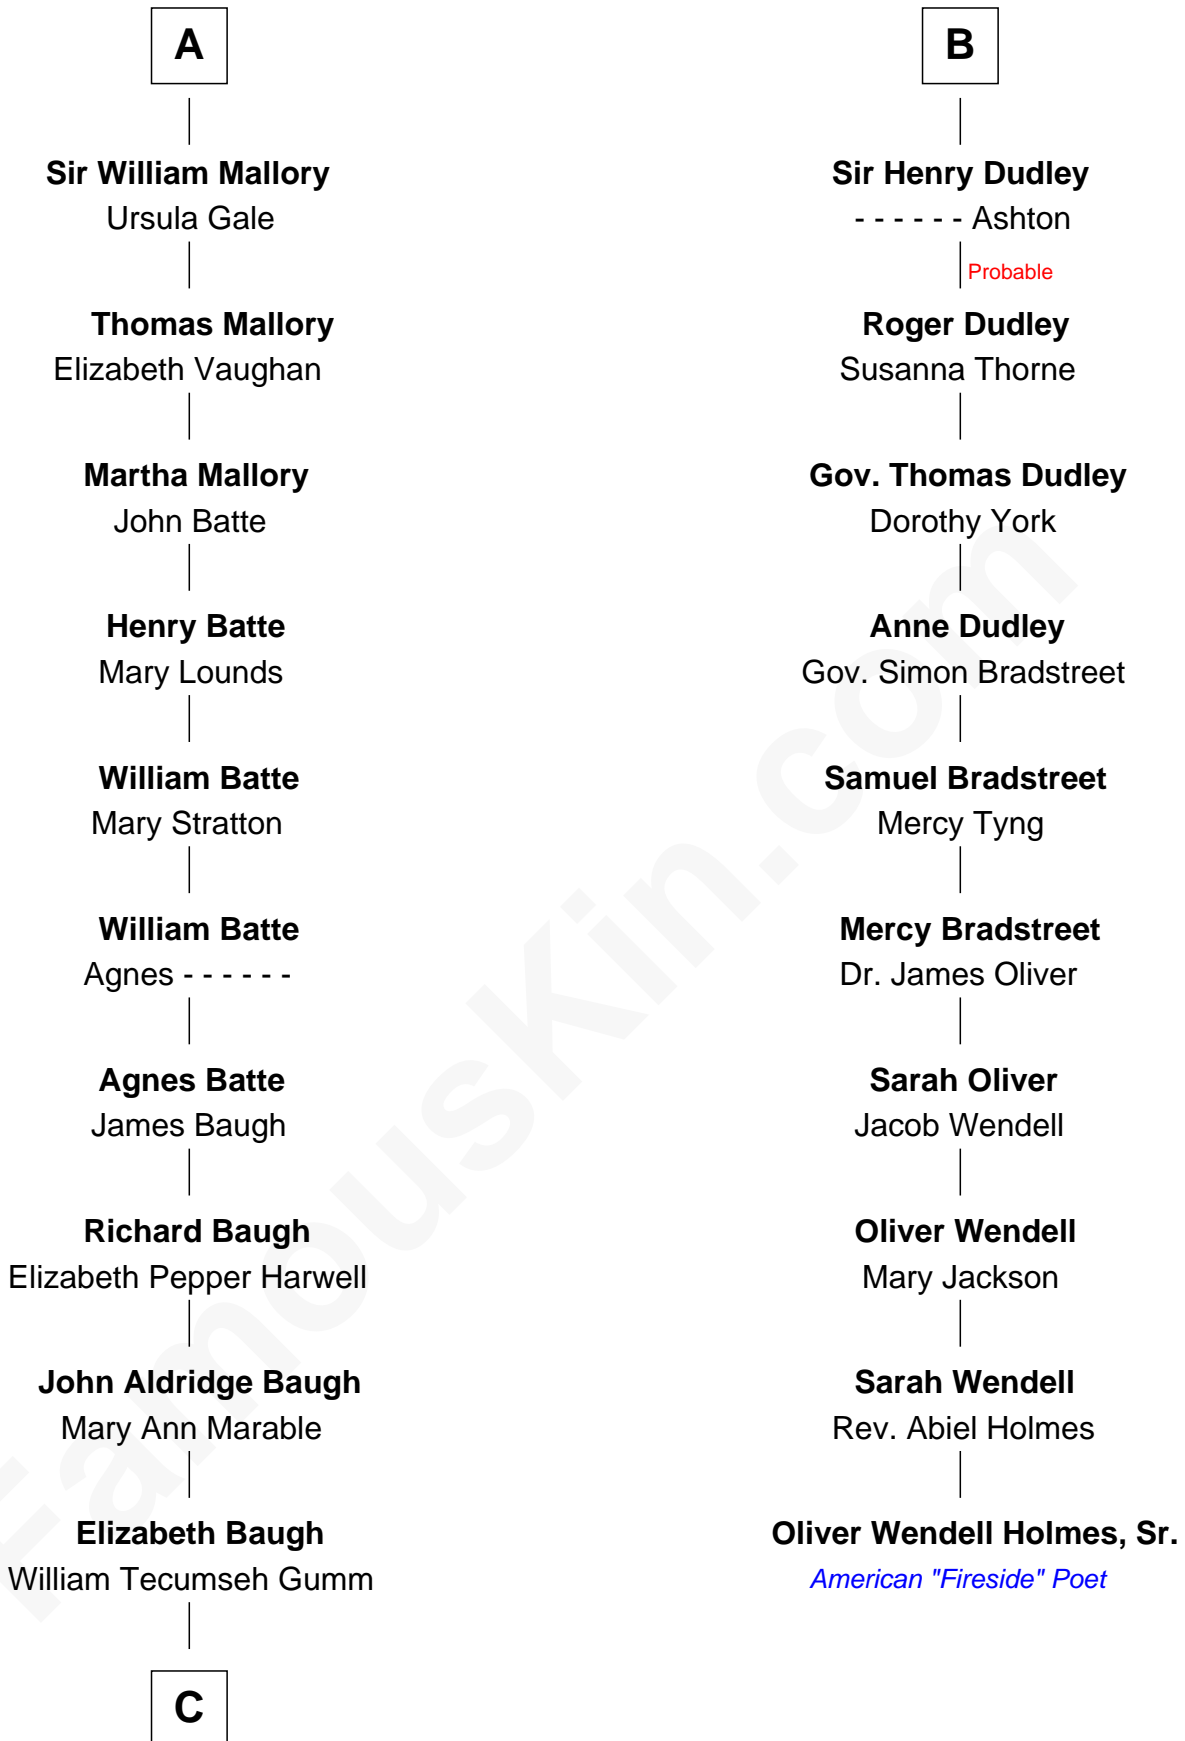 A
Sir William Mallory
Ursula Gale
Thomas Mallory
Elizabeth Vaughan
Martha Mallory
John Batte
Henry Batte
Mary Lounds
William Batte
Mary Stratton
William Batte
Agnes - - - - - -
Agnes Batte
James Baugh
Richard Baugh
Elizabeth Pepper Harwell
John Aldridge Baugh
Mary Ann Marable
Elizabeth Baugh
William Tecumseh Gumm
C
B
Sir Henry Dudley
- - - - - - Ashton
Probable
Roger Dudley
Susanna Thorne
Gov. Thomas Dudley
Dorothy York
Anne Dudley
Gov. Simon Bradstreet
Samuel Bradstreet
Mercy Tyng
Mercy Bradstreet
Dr. James Oliver
Sarah Oliver
Jacob Wendell
Oliver Wendell
Mary Jackson
Sarah Wendell
Rev. Abiel Holmes
Oliver Wendell Holmes, Sr.
American "Fireside" Poet
FamousKin.com